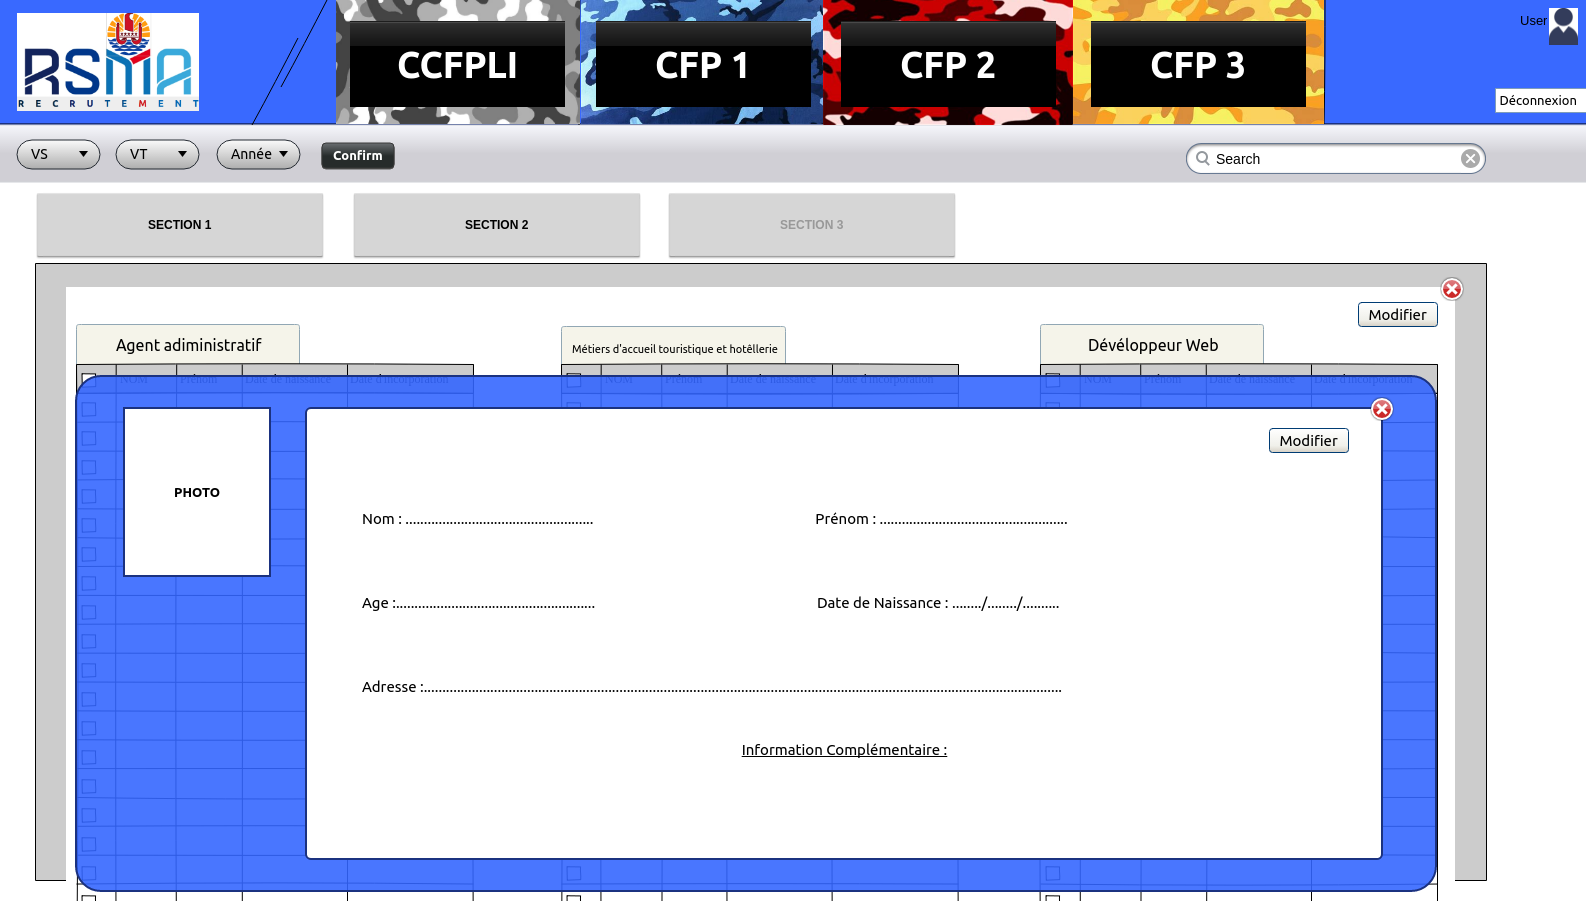 RSMA
RECRUTEMENT
CCFPLI
CFP 1
CFP 2
CFP 3
User
Déconnexion
VS
VT
Année
Confirm
Search
SECTION 1
SECTION 2
SECTION 3
Modifier
Agent adiministratif
Métiers d'accueil touristique et hotêllerie
Dévéloppeur Web
NOM Prénom Date de naissance Date d'incorporation
NOM Prénom Date de naissance Date d'incorporation
NOM Prénom Date de naissance Date d'incorporation
PHOTO
Modifier
Nom : ...................................................
Prénom : ...................................................
Age :......................................................
Date de Naissance : ......../......../..........
Adresse :.............................................................................................................................................................................
Information Complémentaire :